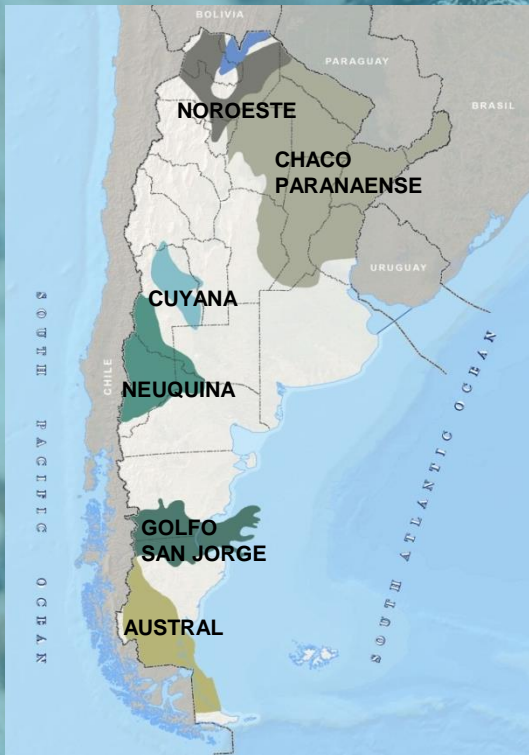 BOLIVIA
PARAGUAY
BRASIL
NOROESTE
CHACO
PARANAENSE
URUGUAY
CUYANA
SOUTH PACIFIC OCEAN
CHILE
NEUQUINA
SOUTH ATLANTIC OCEAN
GOLFO
SAN JORGE
AUSTRAL